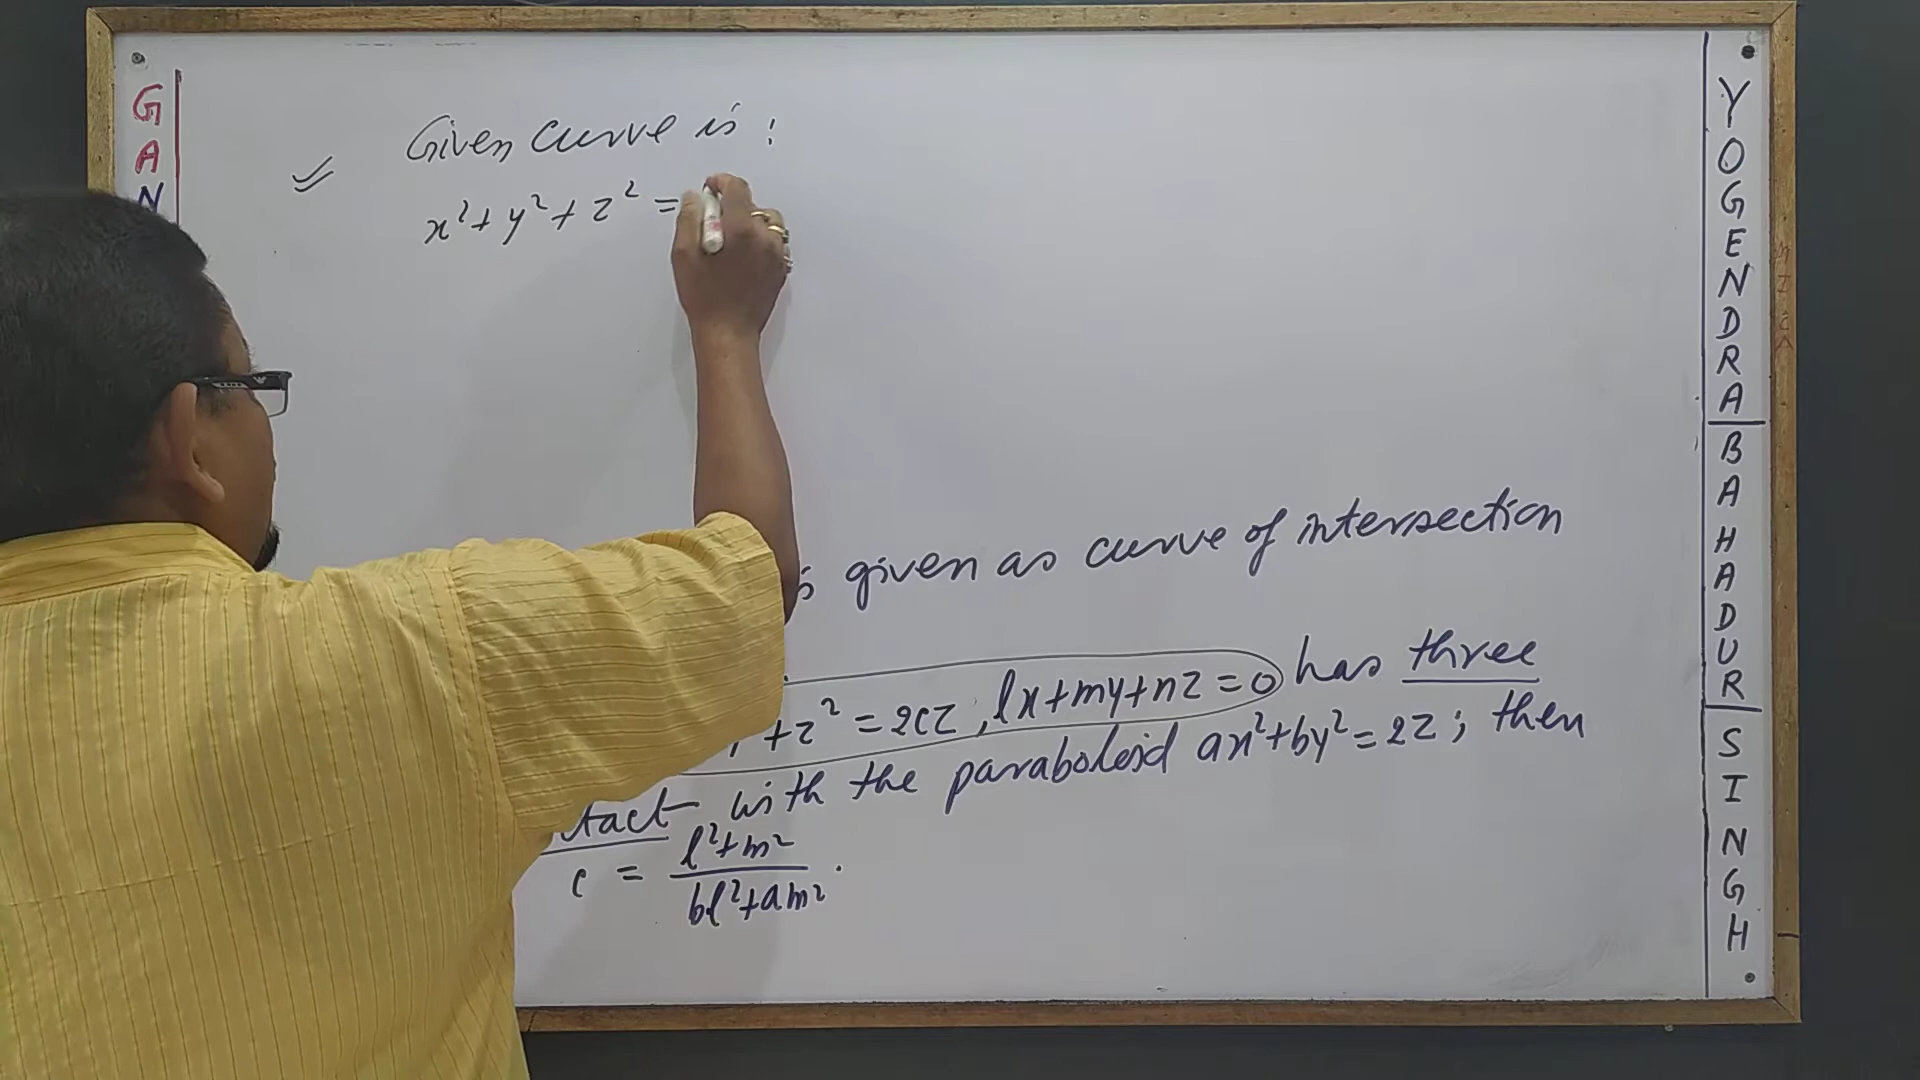 GAN
Given curve is :
x²+y²+z² =
given as curve of intersection
+z² = 2cz , lx+my+nz=0 has three
with the paraboloid ax²+by²=2z ; then
c = l²+m² / bl²+am² .
YOGENDRA
BAHADUR
SINGH